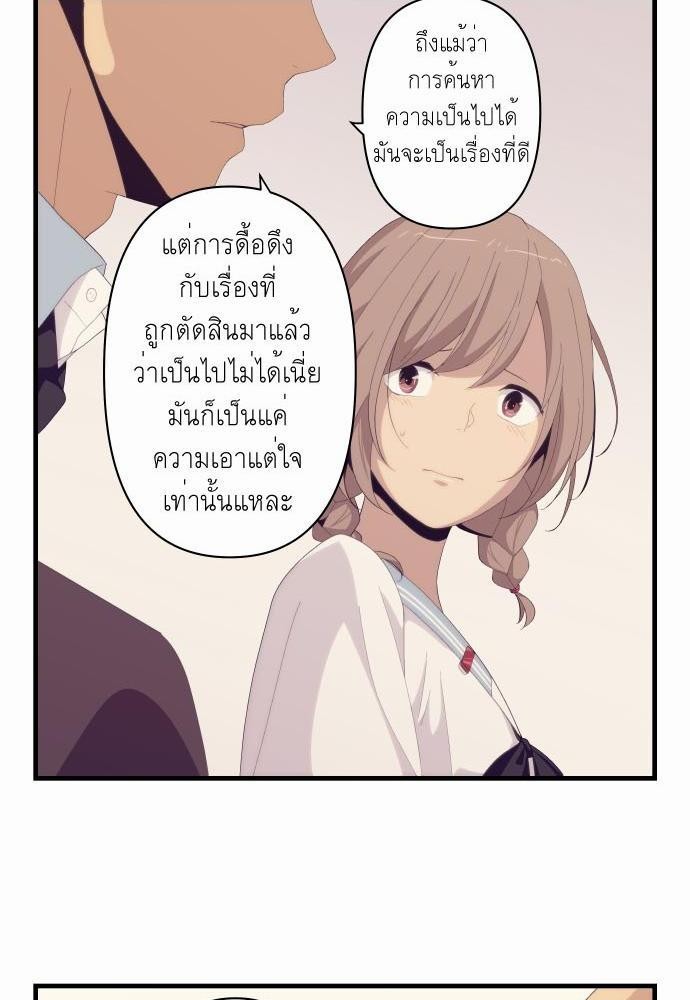 ถึงแม้ว่า
การค้นหา
ความเป็นไปได้
มันจะเป็นเรื่องที่ดี
แต่การดื้อดึง
กับเรื่องที่
ถูกตัดสินมาแล้ว
ว่าเป็นไปไม่ได้เนี่ย
มันก็เป็นแค่
ความเอาแต่ใจ
เท่านั้นแหละ